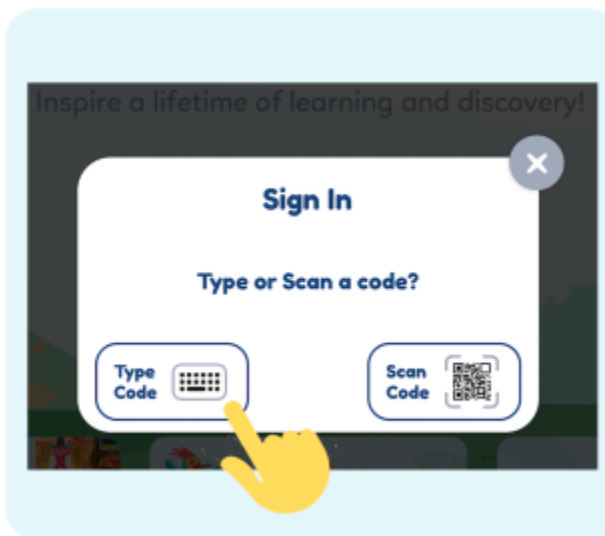 Inspire a lifetime of learning and discovery!
Sign In
Type or Scan a code?
Type
Code
Scan
Code